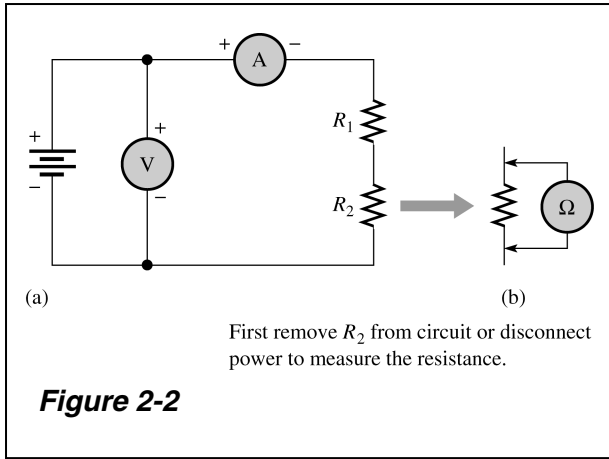 + A −
+
R1
+
V
−
−
R2
Ω
(a)
(b)
First remove R2 from circuit or disconnect
power to measure the resistance.
Figure 2-2